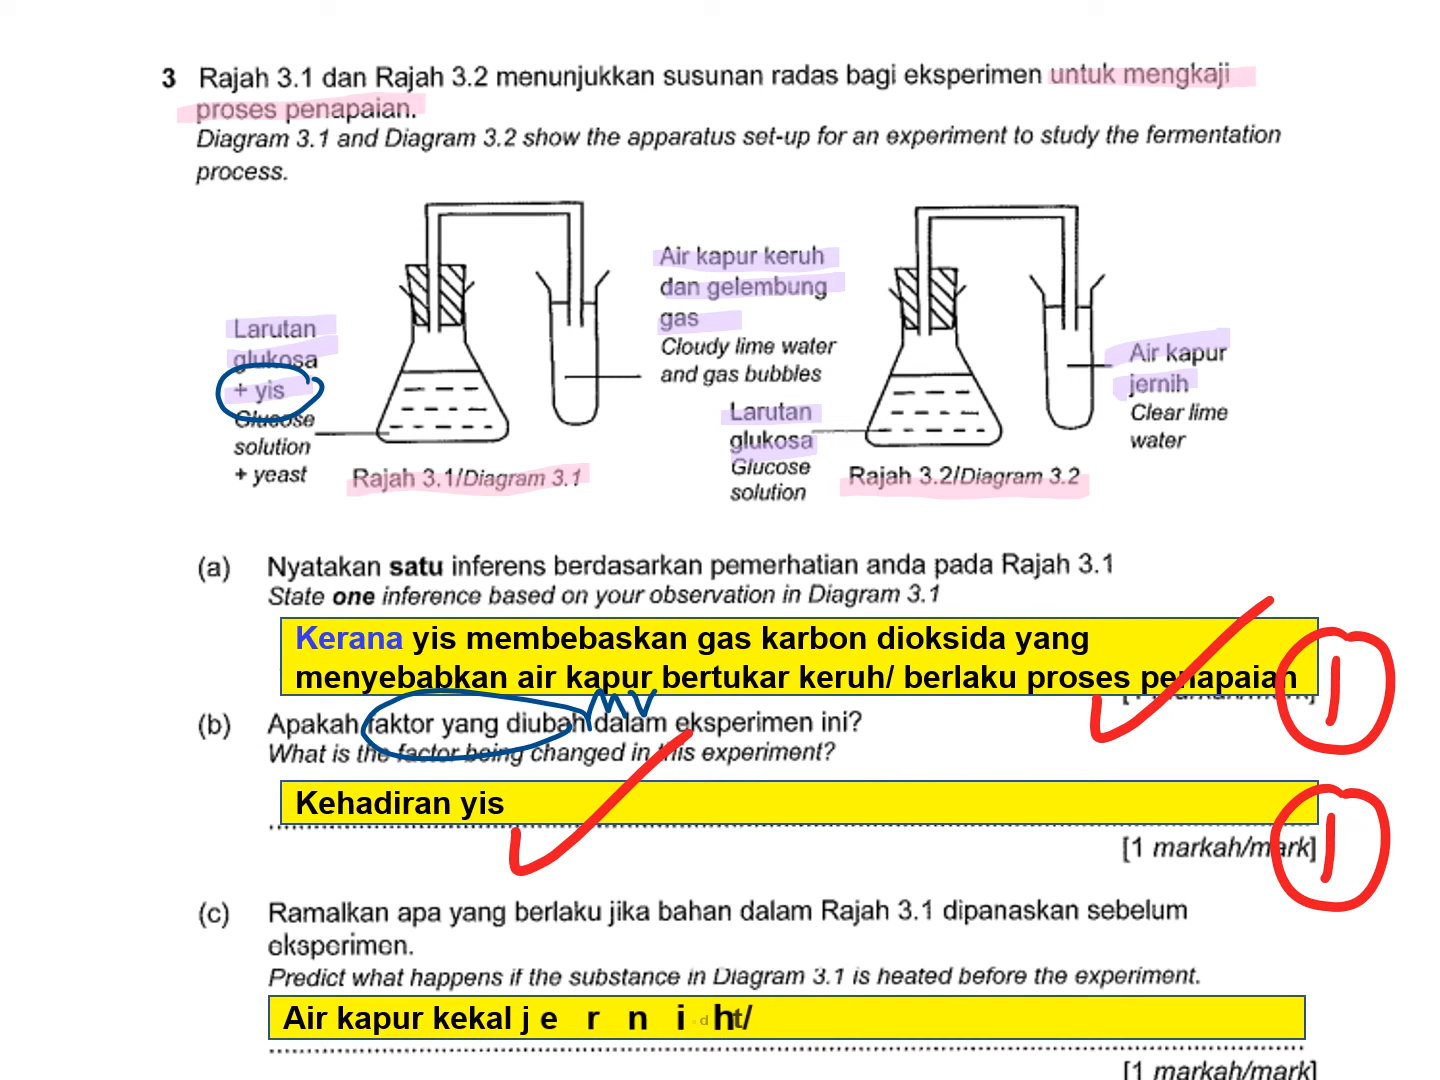 3 Rajah 3.1 dan Rajah 3.2 menunjukkan susunan radas bagi eksperimen untuk mengkaji
proses penapaian.
Diagram 3.1 and Diagram 3.2 show the apparatus set-up for an experiment to study the fermentation
process.
Larutan
glukosa
+ yis
Glucose
solution
+ yeast
Rajah 3.1/Diagram 3.1
Air kapur keruh
dan gelembung
gas
Cloudy lime water
and gas bubbles
Larutan
glukosa
Glucose
solution
Rajah 3.2/Diagram 3.2
Air kapur
jernih
Clear lime
water
(a) Nyatakan satu inferens berdasarkan pemerhatian anda pada Rajah 3.1
State one inference based on your observation in Diagram 3.1
Kerana yis membebaskan gas karbon dioksida yang
menyebabkan air kapur bertukar keruh/ berlaku proses penapaian
1
MV
(b) Apakah faktor yang diubah dalam eksperimen ini?
What is the factor being changed in this experiment?
Kehadiran yis
[1 markah/mark]
1
(c) Ramalkan apa yang berlaku jika bahan dalam Rajah 3.1 dipanaskan sebelum
eksperimen.
Predict what happens if the substance in Diagram 3.1 is heated before the experiment.
Air kapur kekal j e r n i h
[1 markah/mark]